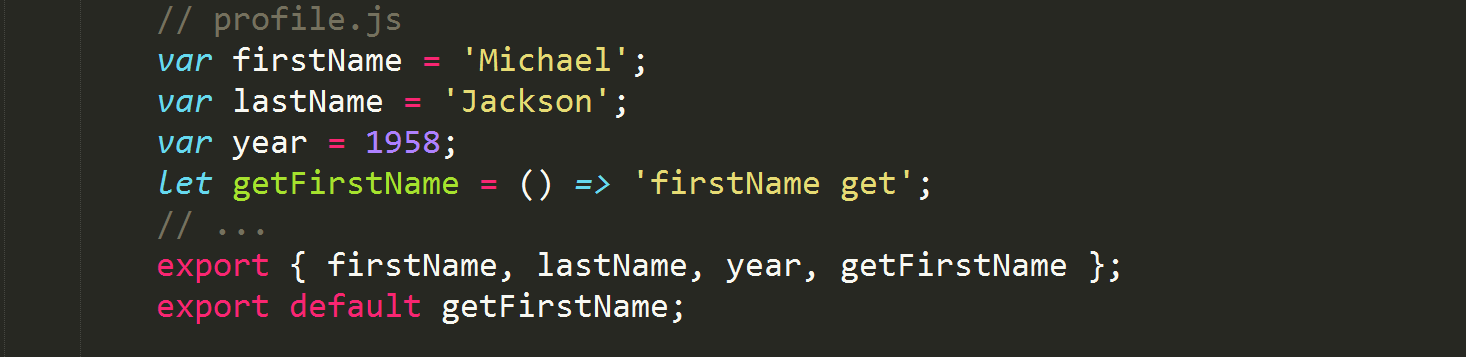 // profile.js
var firstName = 'Michael';
var lastName = 'Jackson';
var year = 1958;
let getFirstName = () => 'firstName get';
// ...
export { firstName, lastName, year, getFirstName };
export default getFirstName;